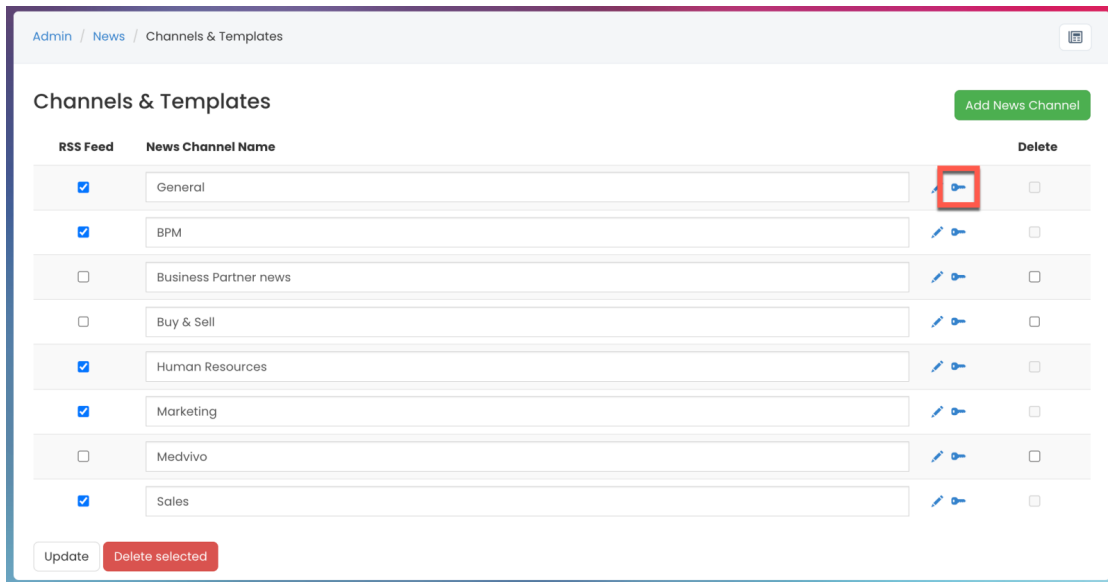 Admin / News / Channels & Templates
Channels & Templates
Add News Channel
RSS Feed News Channel Name Delete
General
BPM
Business Partner news
Buy & Sell
Human Resources
Marketing
Medvivo
Sales
Update Delete selected